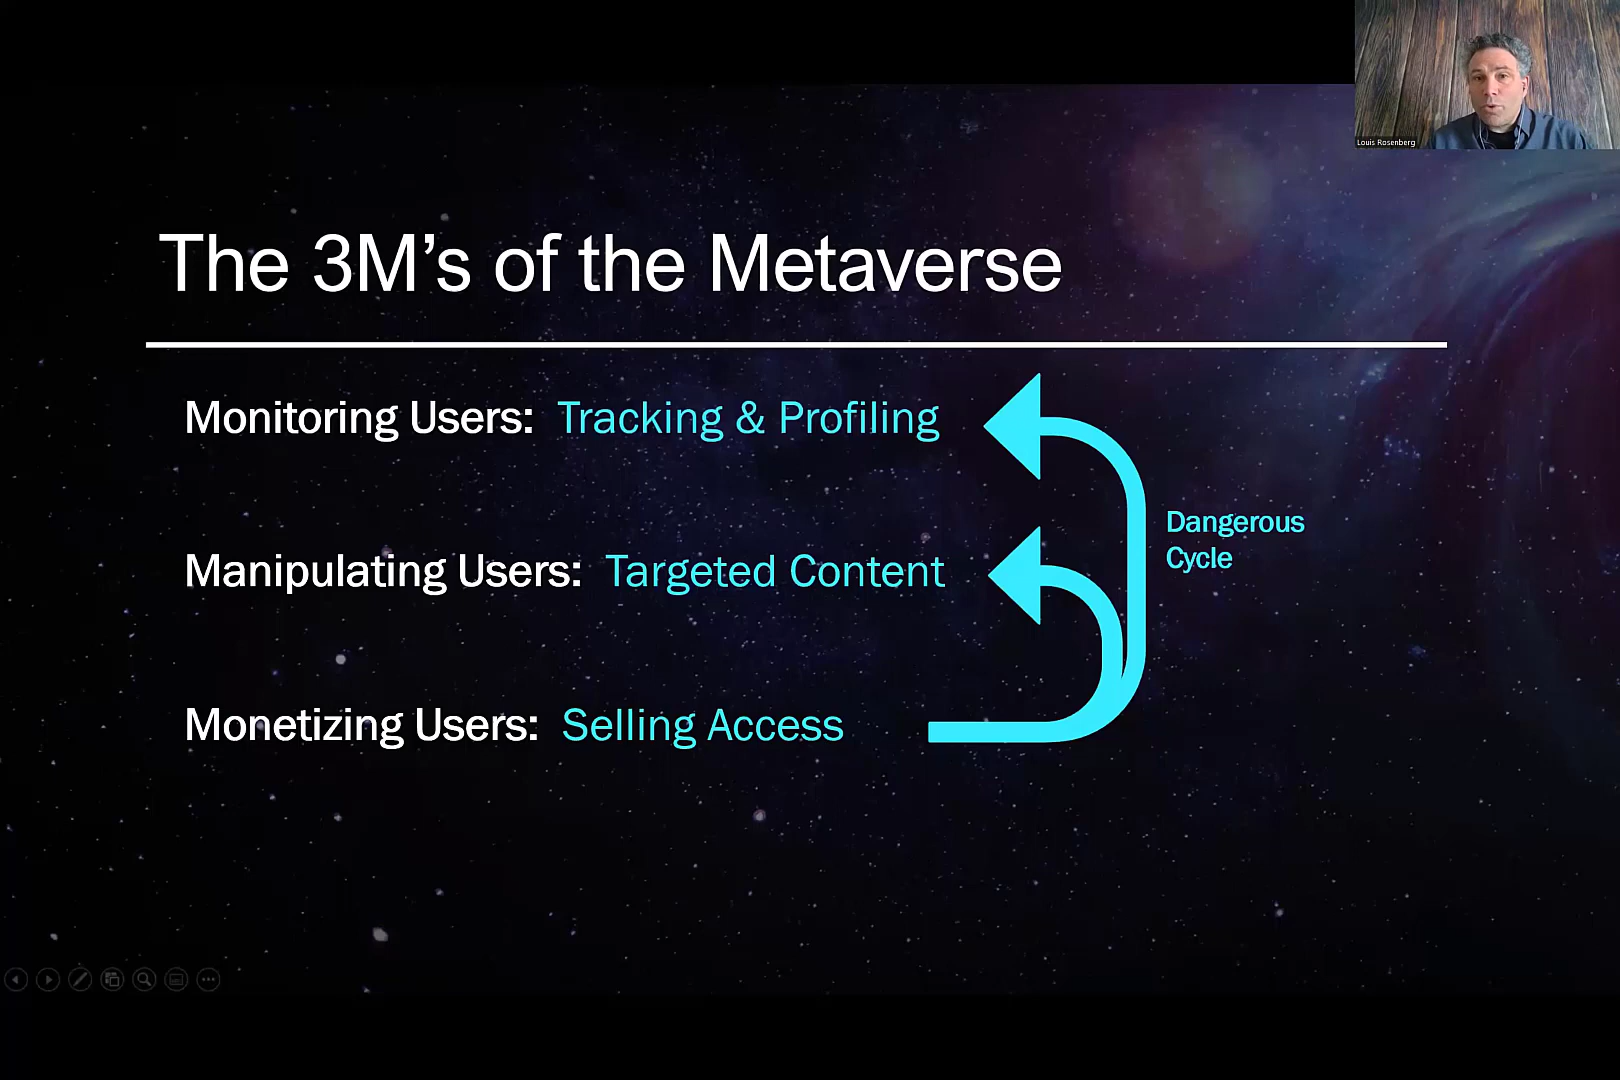 Louis Rosenberg
The 3M’s of the Metaverse
Monitoring Users: Tracking & Profiling
Dangerous
Cycle
Manipulating Users: Targeted Content
Monetizing Users: Selling Access